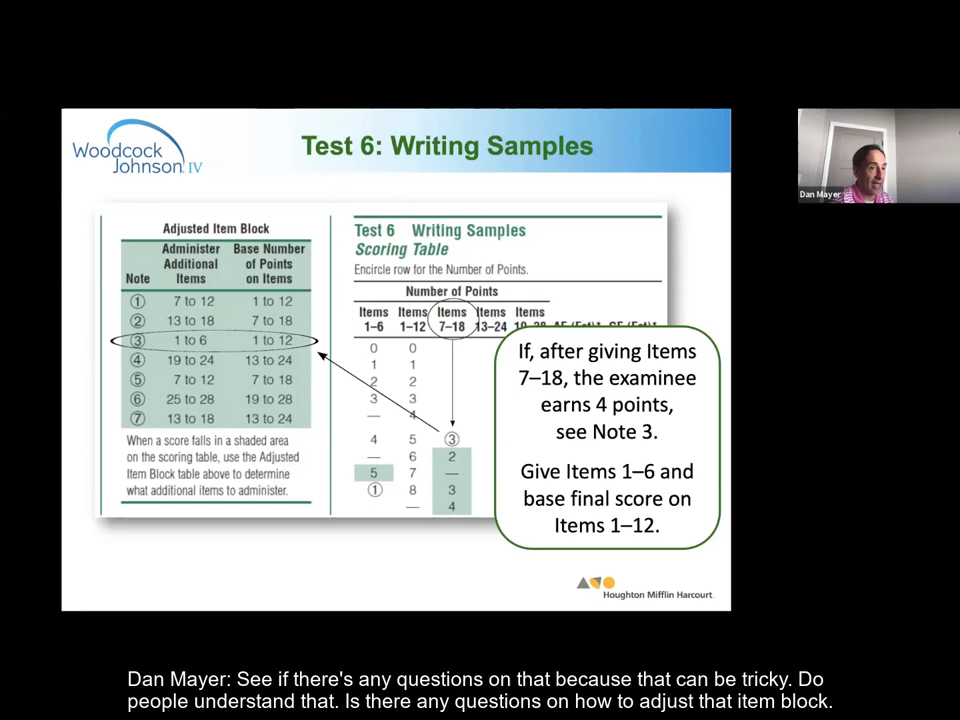 Woodcock
Johnson IV
Test 6: Writing Samples
Dan Mayer
Adjusted Item Block
Note Administer Additional Items Base Number of Points on Items
① 7 to 12 1 to 12
② 13 to 18 7 to 18
③ 1 to 6 1 to 12
④ 19 to 24 13 to 24
⑤ 7 to 12 7 to 18
⑥ 25 to 28 19 to 28
⑦ 13 to 18 13 to 24
When a score falls in a shaded area
on the scoring table, use the Adjusted
Item Block table above to determine
what additional items to administer.
Test 6 Writing Samples
Scoring Table
Encircle row for the Number of Points.
Number of Points
Items Items Items Items Items
1–6 1–12 7–18 13–24
0 0
1 1
2 2
3 3
— 4
4 5 ③
— 6 2
5 7 —
① 8 3
— 4
If, after giving Items
7–18, the examinee
earns 4 points,
see Note 3.
Give Items 1–6 and
base final score on
Items 1–12.
Houghton Mifflin Harcourt.
Dan Mayer: See if there's any questions on that because that can be tricky. Do
people understand that. Is there any questions on how to adjust that item block.